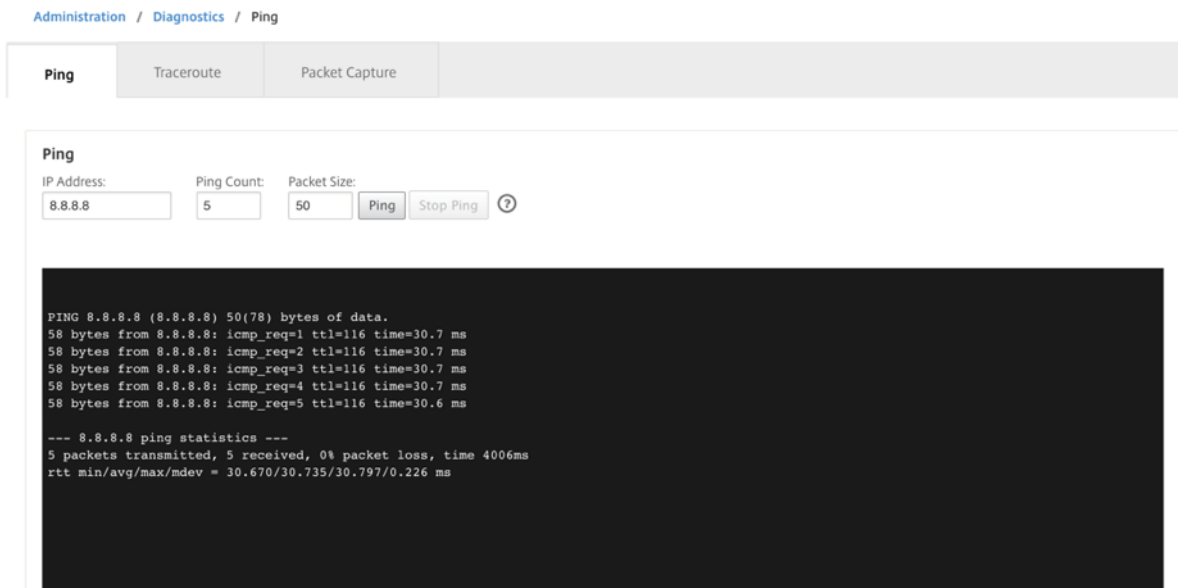 Administration / Diagnostics / Ping
Ping Traceroute Packet Capture
Ping
IP Address: Ping Count: Packet Size:
8.8.8.8 5 50 Ping Stop Ping ?
PING 8.8.8.8 (8.8.8.8) 50(78) bytes of data.
58 bytes from 8.8.8.8: icmp_req=1 ttl=116 time=30.7 ms
58 bytes from 8.8.8.8: icmp_req=2 ttl=116 time=30.7 ms
58 bytes from 8.8.8.8: icmp_req=3 ttl=116 time=30.7 ms
58 bytes from 8.8.8.8: icmp_req=4 ttl=116 time=30.7 ms
58 bytes from 8.8.8.8: icmp_req=5 ttl=116 time=30.6 ms
--- 8.8.8.8 ping statistics ---
5 packets transmitted, 5 received, 0% packet loss, time 4006ms
rtt min/avg/max/mdev = 30.670/30.735/30.797/0.226 ms